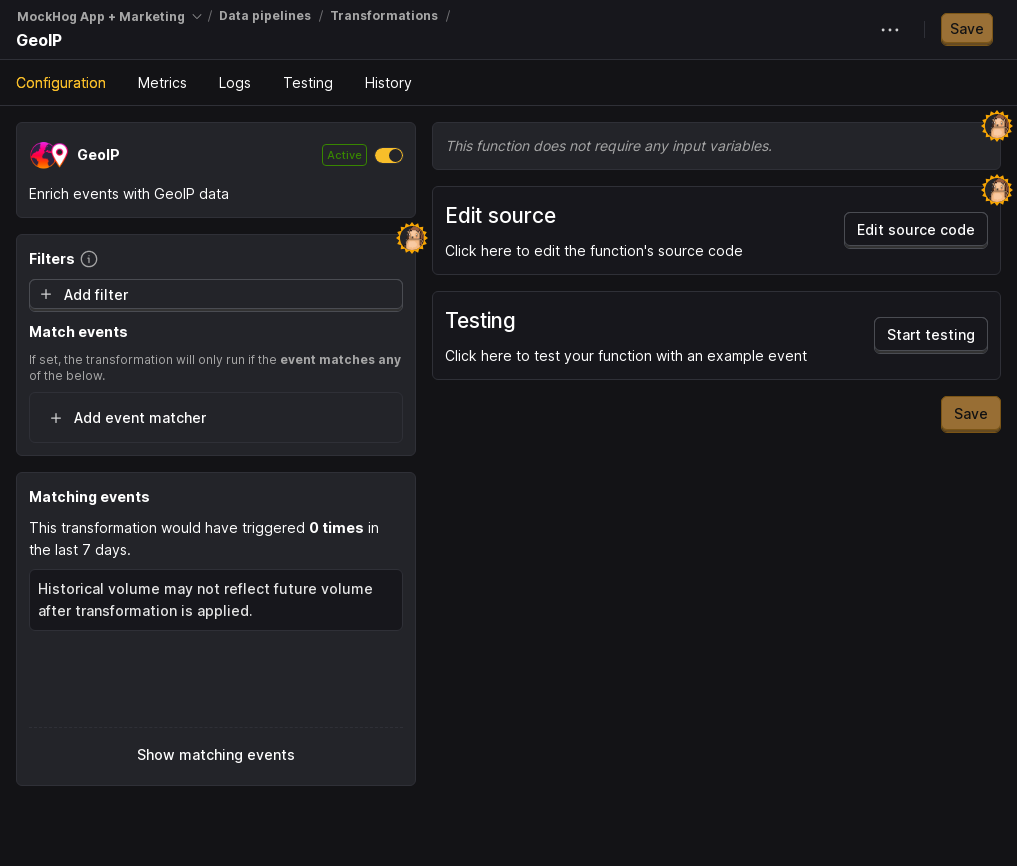 MockHog App + Marketing / Data pipelines / Transformations /
GeoIP
Save
Configuration Metrics Logs Testing History
GeoIP
Active
Enrich events with GeoIP data
Filters
Add filter
Match events
If set, the transformation will only run if the event matches any
of the below.
Add event matcher
Matching events
This transformation would have triggered 0 times in
the last 7 days.
Historical volume may not reflect future volume
after transformation is applied.
Show matching events
This function does not require any input variables.
Edit source
Click here to edit the function's source code
Edit source code
Testing
Click here to test your function with an example event
Start testing
Save